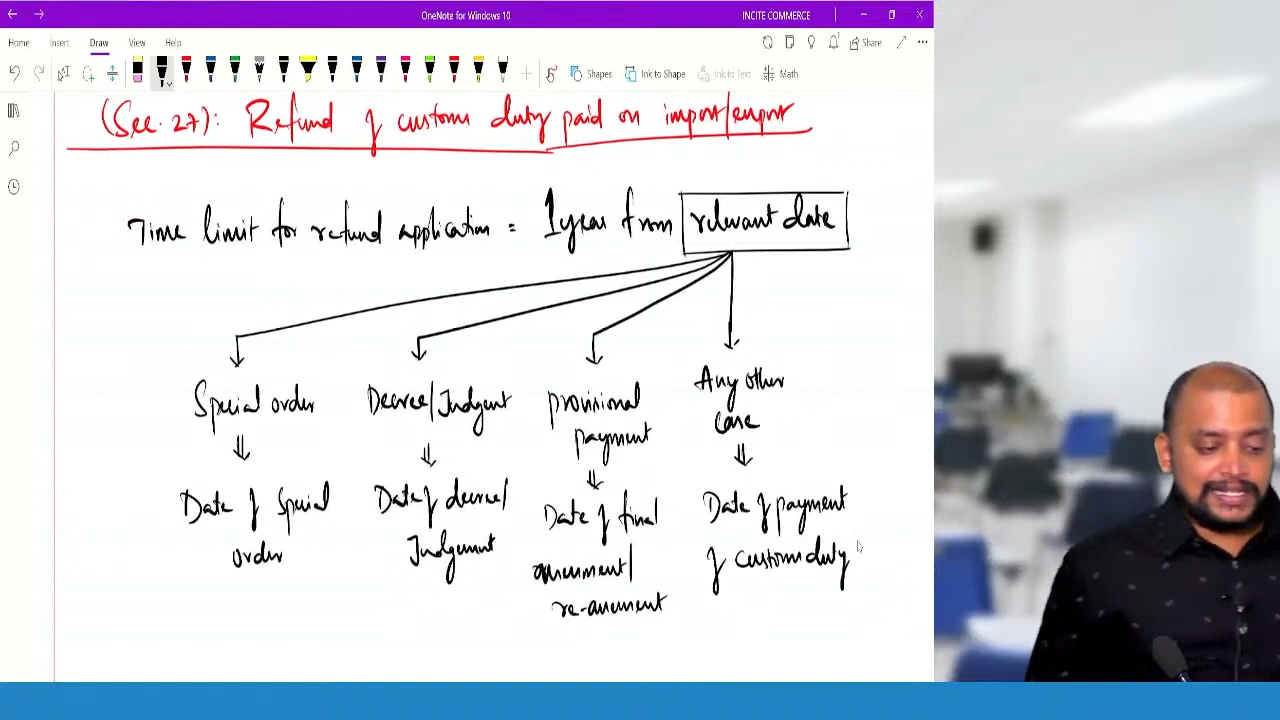 OneNote for Windows 10
INCITE COMMERCE
Home Insert Draw View Help
Share
Shapes Ink to Shape Ink to Text Math
(Sec. 27): Refund of custom duty paid on import/export
Time limit for refund application = 1 year from relevant date
Special order Decree/Judgment provisional payment Any other case
Date of Special order
Date of decree/ Judgement
Date of final assessment/ re-assessment
Date of payment of custom duty